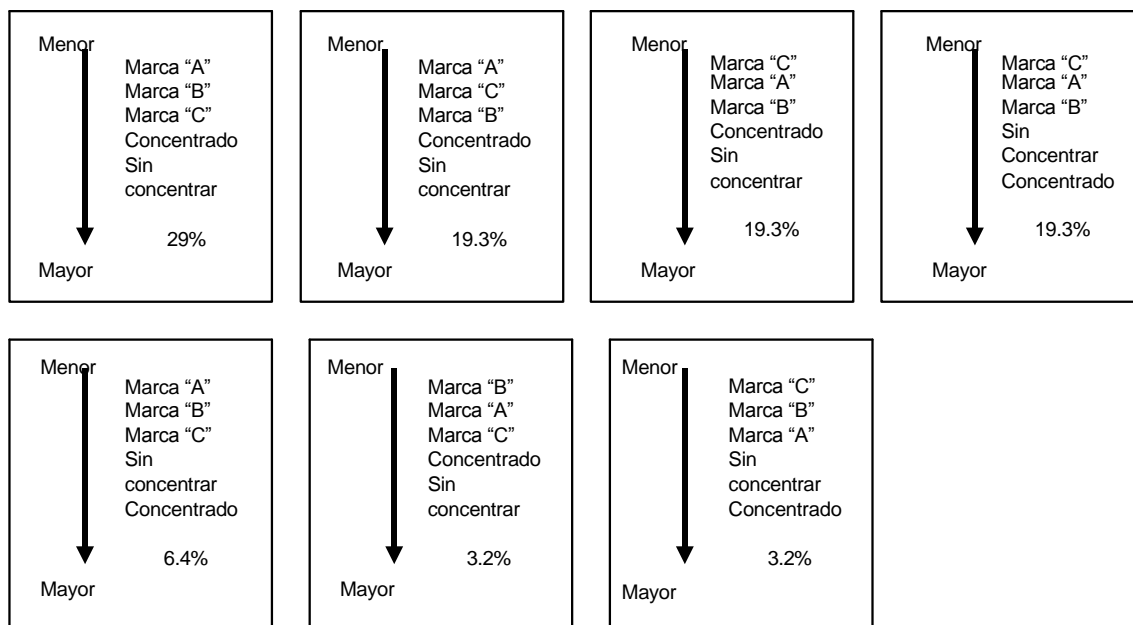 Menor
Marca “A”
Marca “B”
Marca “C”
Concentrado
Sin
concentrar
29%
Mayor
Menor
Marca “A”
Marca “C”
Marca “B”
Concentrado
Sin
concentrar
19.3%
Mayor
Menor
Marca “C”
Marca “A”
Marca “B”
Concentrado
Sin
concentrar
19.3%
Mayor
Menor
Marca “C”
Marca “A”
Marca “B”
Sin
Concentrar
Concentrado
19.3%
Mayor
Menor
Marca “A”
Marca “B”
Marca “C”
Sin
concentrar
Concentrado
6.4%
Mayor
Menor
Marca “B”
Marca “A”
Marca “C”
Concentrado
Sin
concentrar
3.2%
Mayor
Menor
Marca “C”
Marca “B”
Marca “A”
Sin
concentrar
Concentrado
3.2%
Mayor